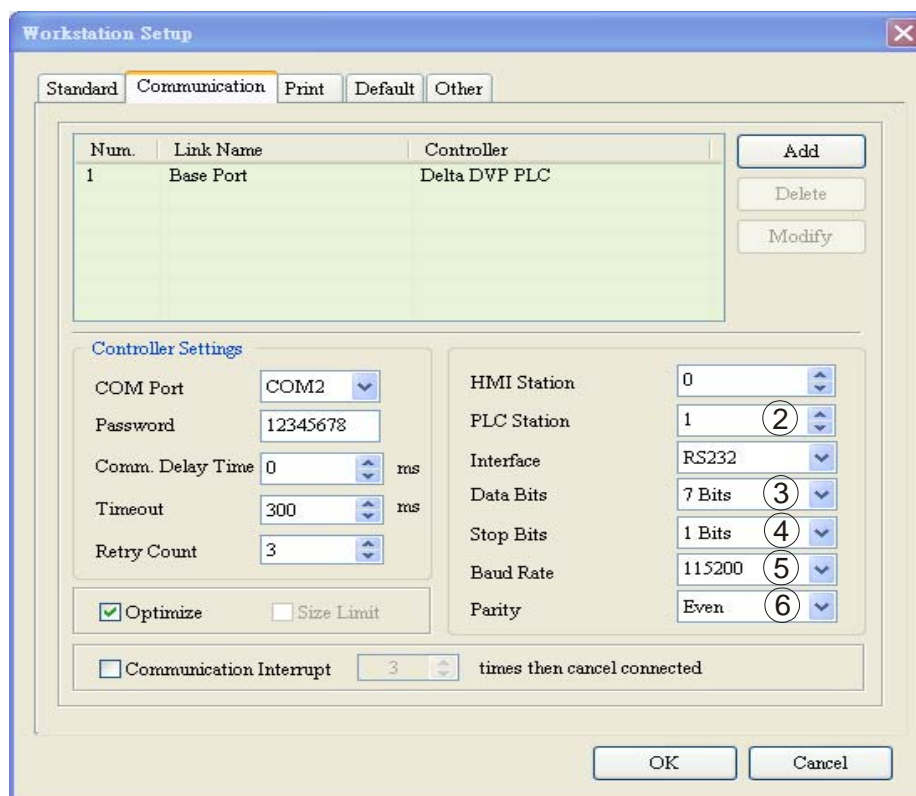 Workstation Setup
Standard Communication Print Default Other
Num. Link Name Controller
1 Base Port Delta DVP PLC
Add
Delete
Modify
Controller Settings
COM Port COM2
Password 12345678
Comm. Delay Time 0 ms
Timeout 300 ms
Retry Count 3
Optimize Size Limit
HMI Station 0
PLC Station 1 ②
Interface RS232
Data Bits 7 Bits ③
Stop Bits 1 Bits ④
Baud Rate 115200 ⑤
Parity Even ⑥
Communication Interrupt 3 times then cancel connected
OK Cancel